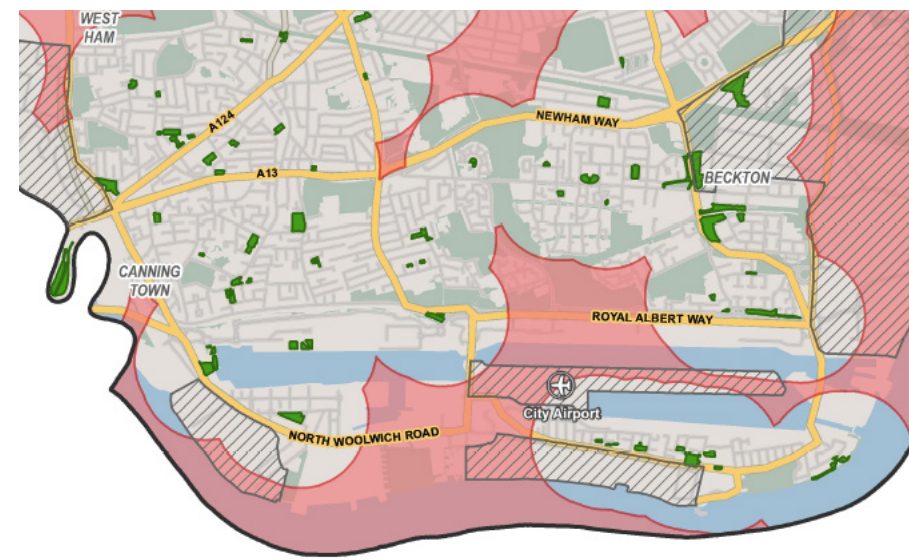 WEST
HAM
A124
NEWHAM WAY
A13
BECKTON
CANNING
TOWN
ROYAL ALBERT WAY
City Airport
NORTH WOOLWICH ROAD